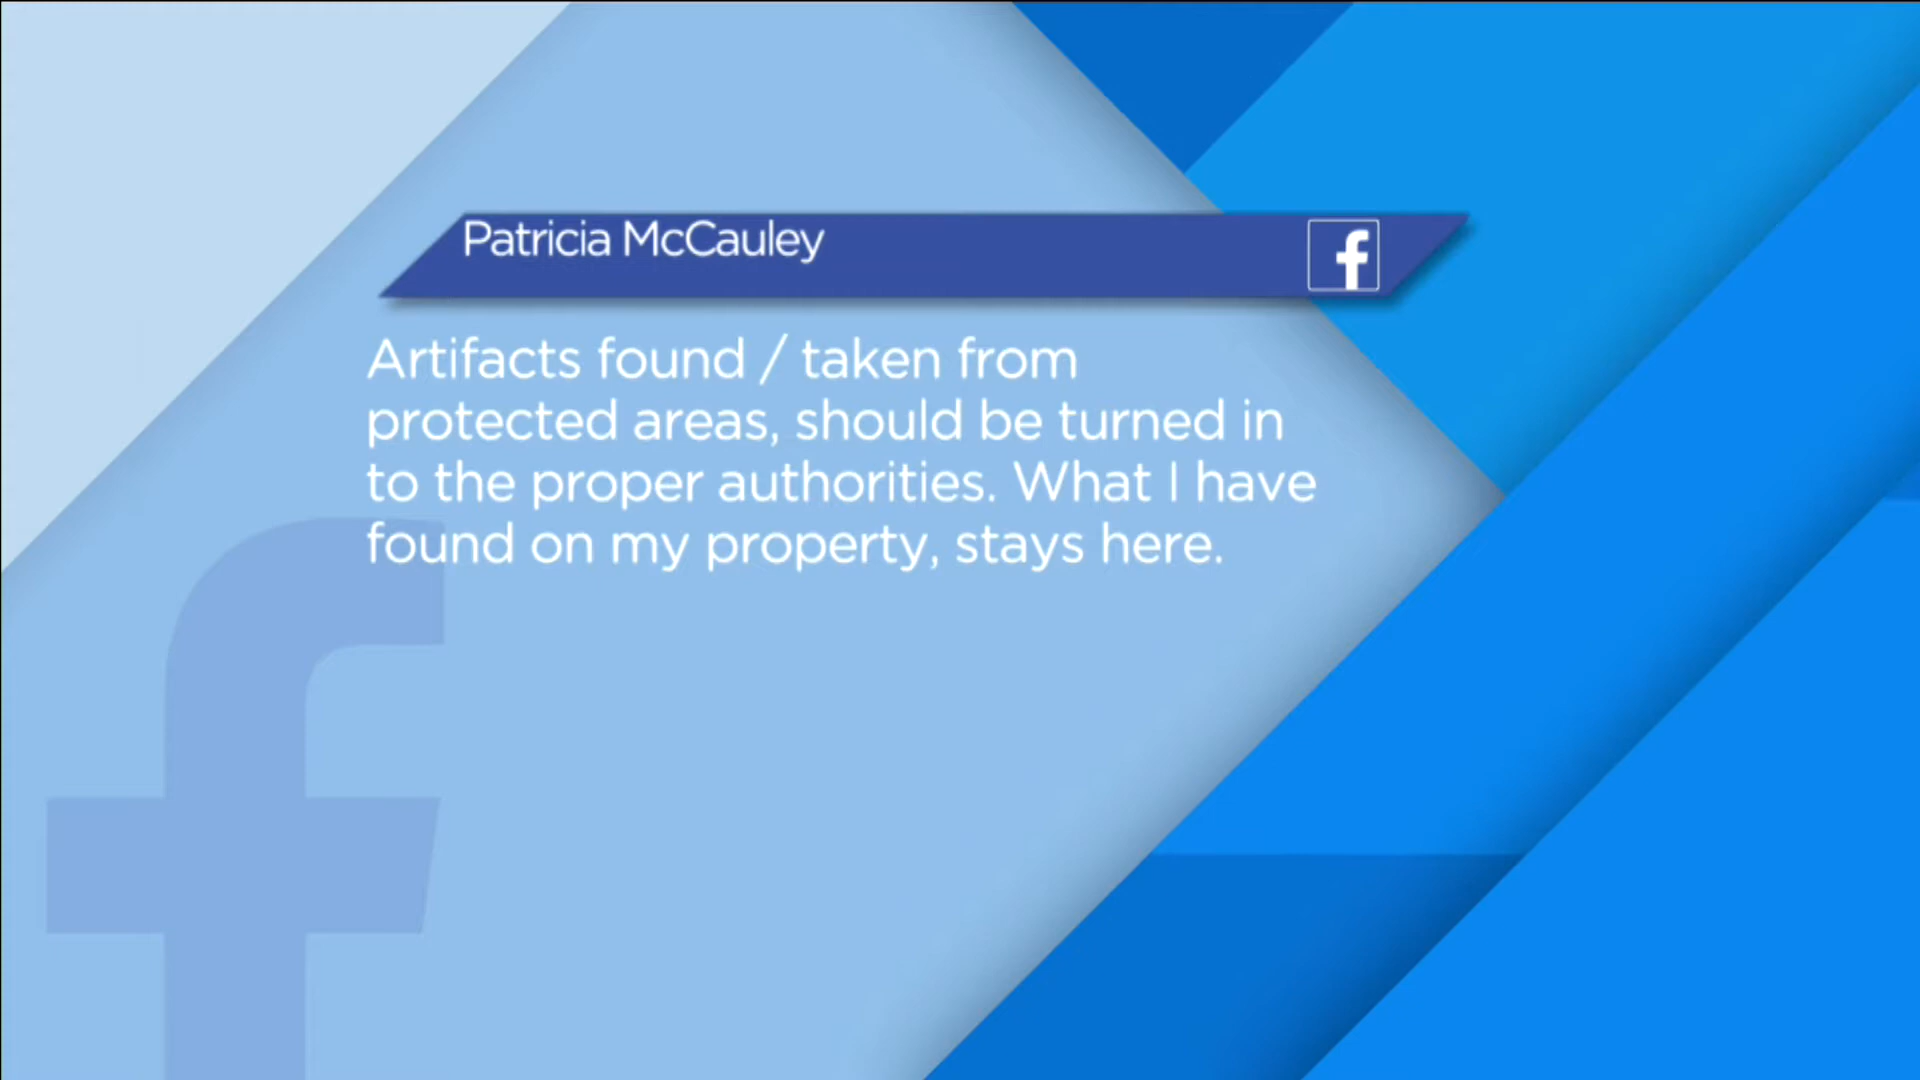 Patricia McCauley
Artifacts found / taken from
protected areas, should be turned in
to the proper authorities. What I have
found on my property, stays here.